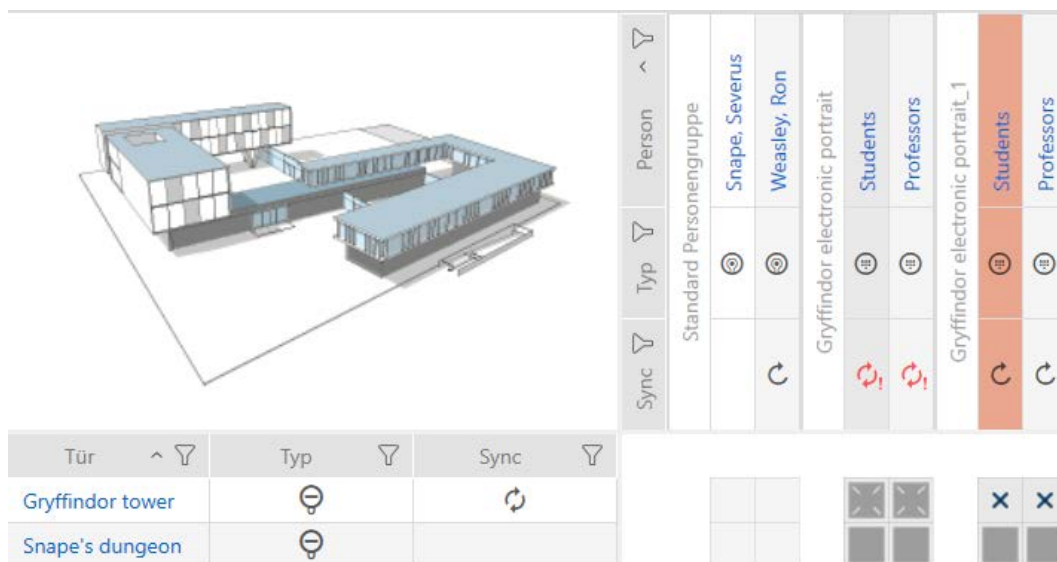 Person
Typ
Sync
Standard Personengruppe
Snape, Severus
Weasley, Ron
Gryffindor electronic portrait
Students
Professors
Gryffindor electronic portrait_1
Students
Professors
Tür Typ Sync
Gryffindor tower
Snape's dungeon